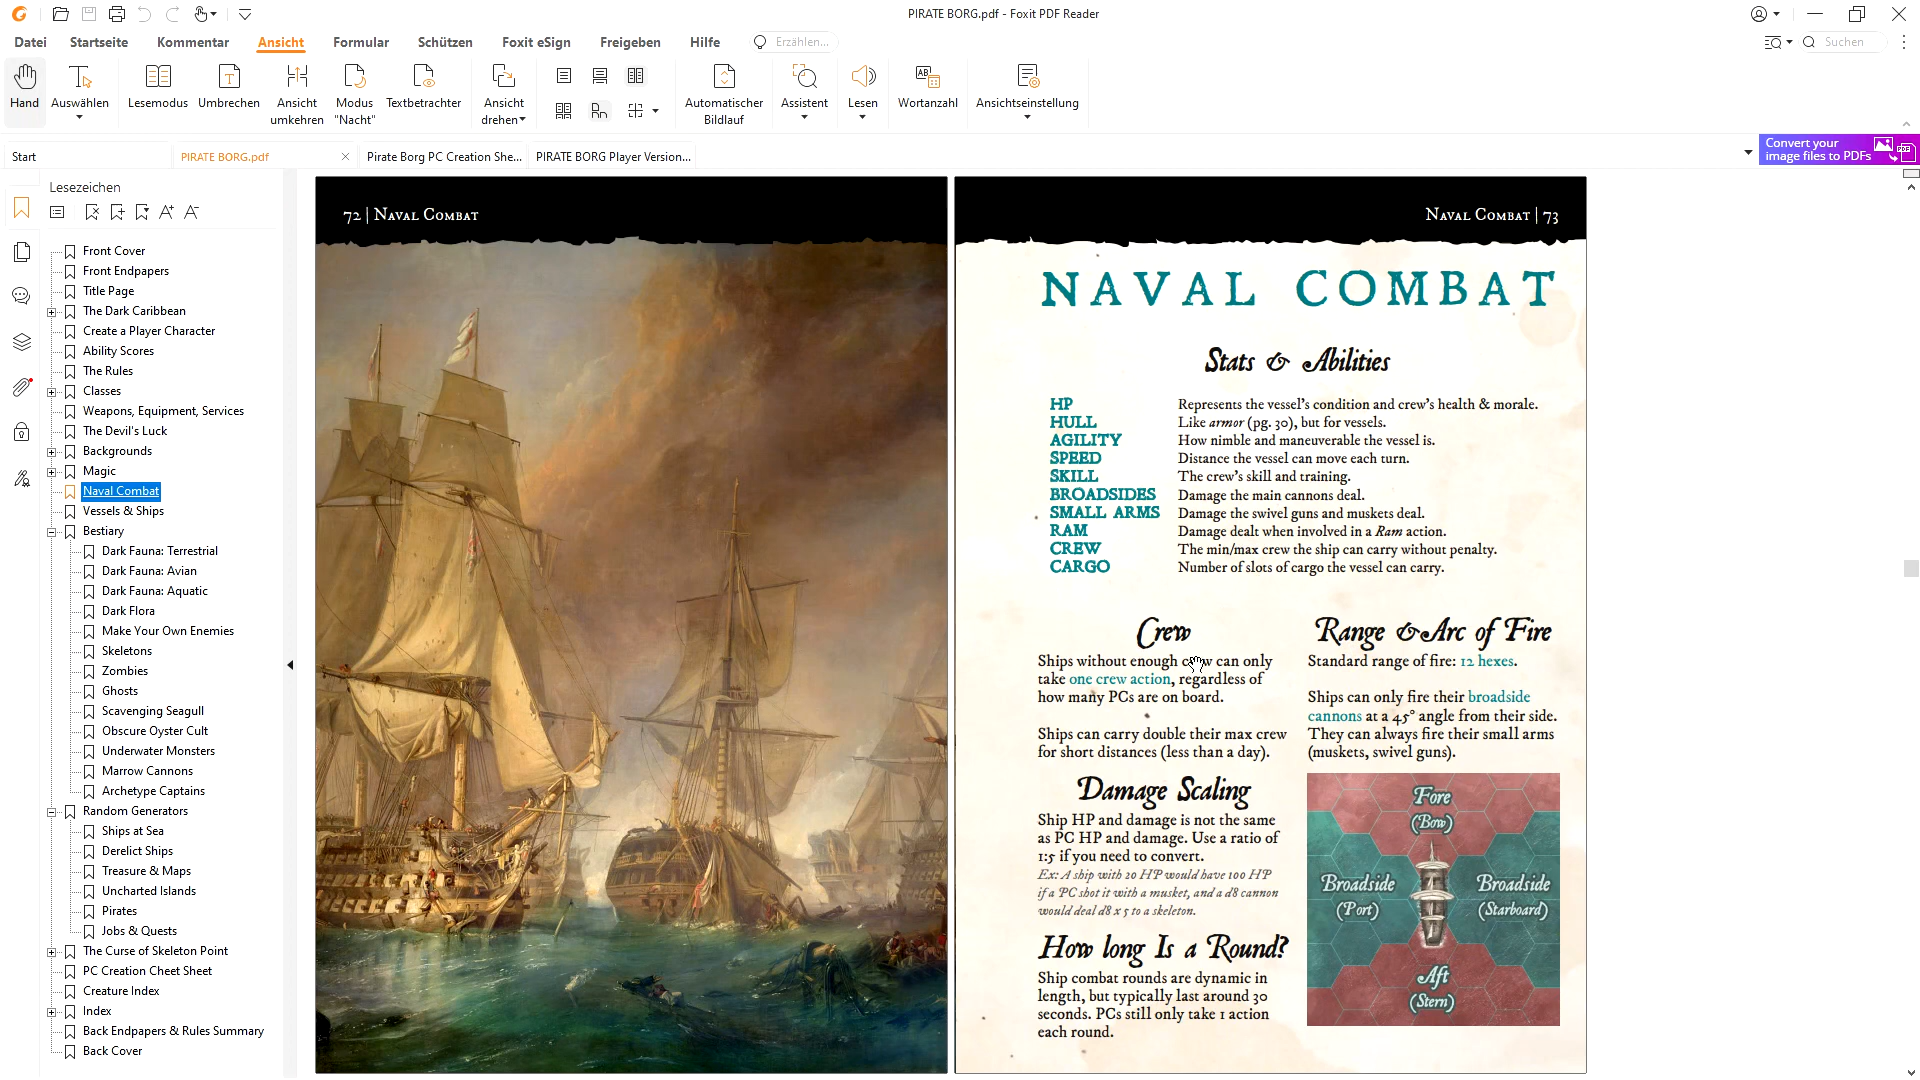 PIRATE BORG.pdf - Foxit PDF Reader
Datei Startseite Kommentar Ansicht Formular Schützen Foxit eSign Freigeben Hilfe Erzählen... Suchen
Hand
Auswählen
Lesemodus
Umbrechen
Ansicht
umkehren
Modus
"Nacht"
Textbetrachter
Ansicht
drehen
Automatischer
Bildlauf
Assistent
Lesen
Wortanzahl
Ansichtseinstellung
Start
PIRATE BORG.pdf
Pirate Borg PC Creation She...
PIRATE BORG Player Version...
Convert your
image files to PDFs
Lesezeichen
Front Cover
Front Endpapers
Title Page
The Dark Caribbean
Create a Player Character
Ability Scores
The Rules
Classes
Weapons, Equipment, Services
The Devil's Luck
Backgrounds
Magic
Naval Combat
Vessels & Ships
Bestiary
Dark Fauna: Terrestrial
Dark Fauna: Avian
Dark Fauna: Aquatic
Dark Flora
Make Your Own Enemies
Skeletons
Zombies
Ghosts
Scavenging Seagull
Obscure Oyster Cult
Underwater Monsters
Marrow Cannons
Archetype Captains
Random Generators
Ships at Sea
Derelict Ships
Treasure & Maps
Uncharted Islands
Pirates
Jobs & Quests
The Curse of Skeleton Point
PC Creation Cheet Sheet
Creature Index
Index
Back Endpapers & Rules Summary
Back Cover
72 | Naval Combat
Naval Combat | 73
NAVAL COMBAT
Stats & Abilities
HP Represents the vessel's condition and crew's health & morale.
HULL Like armor (pg. 30), but for vessels.
AGILITY How nimble and maneuverable the vessel is.
SPEED Distance the vessel can move each turn.
SKILL The crew's skill and training.
BROADSIDES Damage the main cannons deal.
SMALL ARMS Damage the swivel guns and muskets deal.
RAM Damage dealt when involved in a Ram action.
CREW The min/max crew the ship can carry without penalty.
CARGO Number of slots of cargo the vessel can carry.
Crew
Ships without enough crew can only
take one crew action, regardless of
how many PCs are on board.
Ships can carry double their max crew
for short distances (less than a day).
Damage Scaling
Ship HP and damage is not the same
as PC HP and damage. Use a ratio of
1:5 if you need to convert.
Ex: A ship with 20 HP would have 100 HP
if a PC shot it with a musket, and a d8 cannon
would deal d8 x 5 to a skeleton.
How long Is a Round?
Ship combat rounds are dynamic in
length, but typically last around 30
seconds. PCs still only take 1 action
each round.
Range & Arc of Fire
Standard range of fire: 12 hexes.
Ships can only fire their broadside
cannons at a 45° angle from their side.
They can always fire their small arms
(muskets, swivel guns).
Fore
(Bow)
Broadside
(Port)
Broadside
(Starboard)
Aft
(Stern)